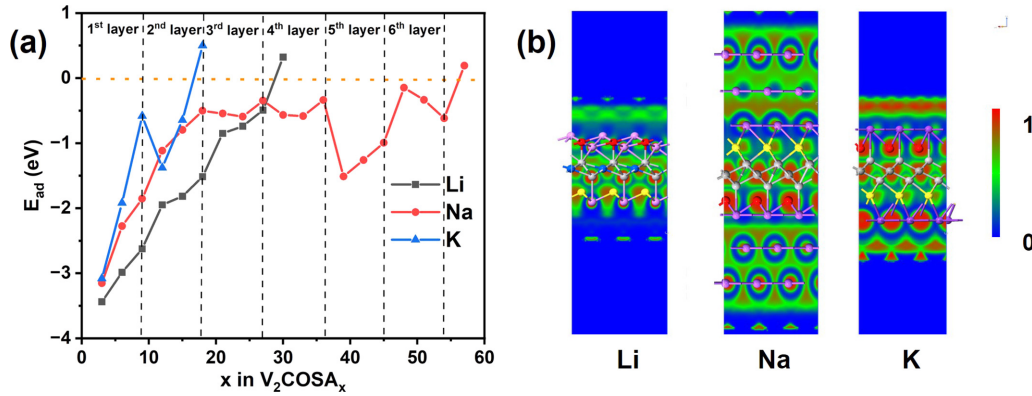 (a)
1st layer 2nd layer 3rd layer 4th layer 5th layer 6th layer
1
0
−1
−2
−3
−4
Ead (eV)
Li
Na
K
0 10 20 30 40 50 60
x in V2COSAx
(b)
Li Na K
1
0